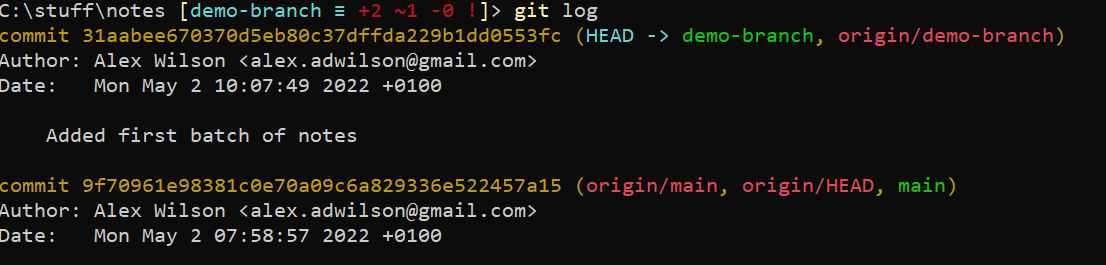 C:\stuff\notes [demo-branch ≡ +2 ~1 -0 !]> git log
commit 31aabee670370d5eb80c37dffda229b1dd0553fc (HEAD -> demo-branch, origin/demo-branch)
Author: Alex Wilson <alex.adwilson@gmail.com>
Date:   Mon May 2 10:07:49 2022 +0100
Added first batch of notes
commit 9f70961e98381c0e70a09c6a829336e522457a15 (origin/main, origin/HEAD, main)
Author: Alex Wilson <alex.adwilson@gmail.com>
Date:   Mon May 2 07:58:57 2022 +0100